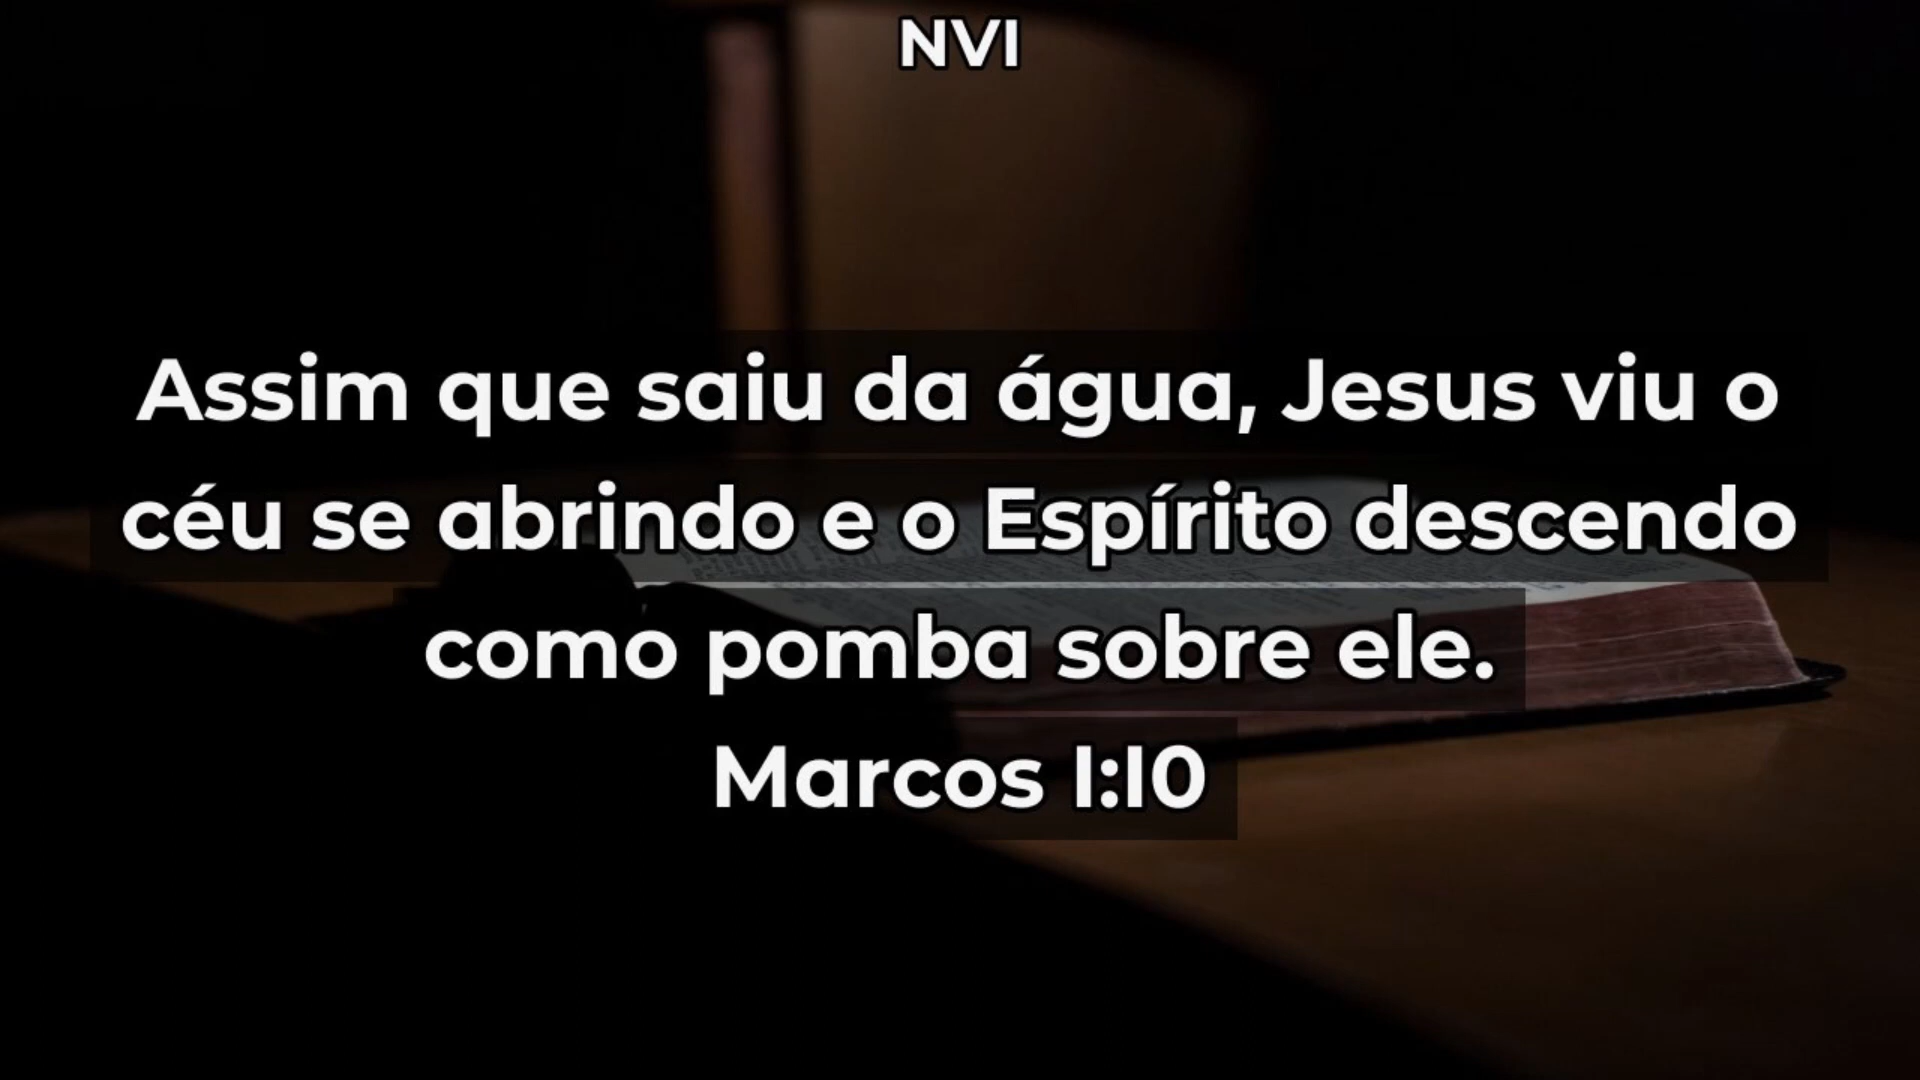 NVI
Assim que saiu da água, Jesus viu o
céu se abrindo e o Espírito descendo
como pomba sobre ele.
Marcos 1:10